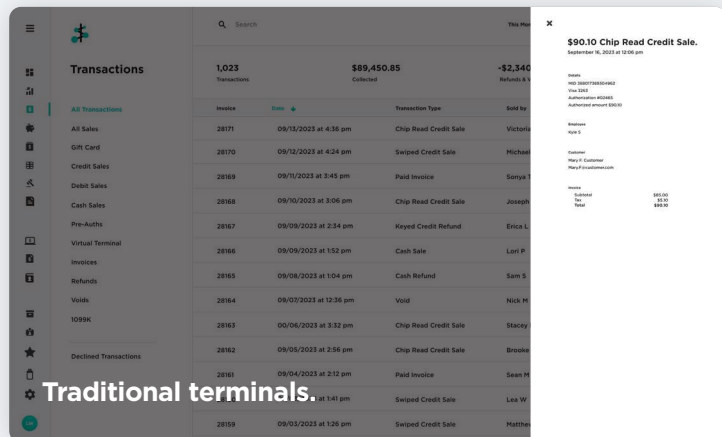 Search
This Mon
Transactions
1,023
$89,450.85
-$2,340
Transactions
Collected
Refunds & V
Invoice Date Transaction Type Sold by
All Transactions
All Sales
Gift Card
Credit Sales
Debit Sales
Cash Sales
Pre-Auths
Virtual Terminal
Invoices
Refunds
Voids
1099K
Declined Transactions
28171 09/13/2023 at 4:36 pm Chip Read Credit Sale Victoria
28170 09/12/2023 at 4:24 pm Swiped Credit Sale Michael
28169 09/11/2023 at 3:45 pm Paid Invoice Sonya T
28168 09/10/2023 at 3:06 pm Chip Read Credit Sale Joseph
28167 09/09/2023 at 2:34 pm Keyed Credit Refund Erica L
28166 09/09/2023 at 1:52 pm Cash Sale Lori P
28165 09/08/2023 at 1:04 pm Cash Refund Sam S
28164 09/07/2023 at 12:36 pm Void Nick M
28163 00/06/2023 at 3:32 pm Chip Read Credit Sale Stacey
28162 09/05/2023 at 2:56 pm Chip Read Credit Sale Brooke
28161 09/04/2023 at 2:12 pm Paid Invoice Sean M
at 1:41 pm Swiped Credit Sale Lea W
28159 09/03/2023 at 1:26 pm Swiped Credit Sale Matthe
Traditional terminals.
$90.10 Chip Read Credit Sale.
September 16, 2023 at 12:06 pm
Details
Visa 3263
Authorization #02465
Authorized amount $90.10
Employee
Kyle S
Customer
Mary F. Customer
Mary.F@customer.com
Invoice
Subtotal $85.00
Tax $5.10
Total $90.10